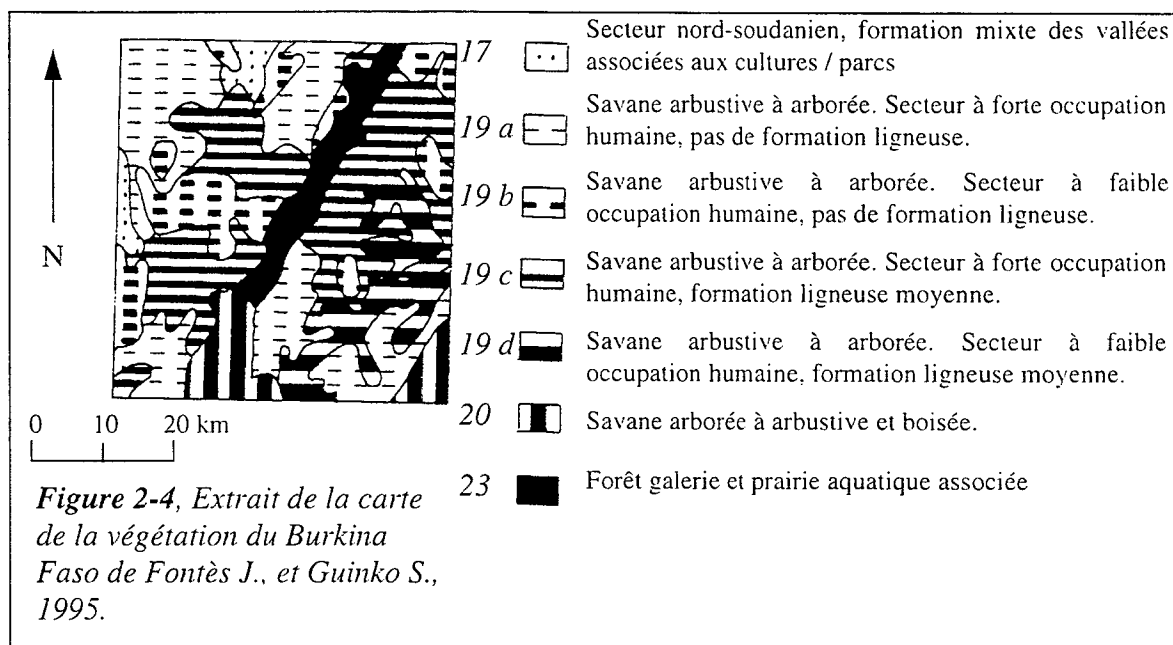 17
Secteur nord-soudanien, formation mixte des vallées
associées aux cultures / parcs
19 a
Savane arbustive à arborée. Secteur à forte occupation
humaine, pas de formation ligneuse.
19 b
Savane arbustive à arborée. Secteur à faible
occupation humaine, pas de formation ligneuse.
N
19 c
Savane arbustive à arborée. Secteur à forte occupation
humaine, formation ligneuse moyenne.
19 d
Savane arbustive à arborée. Secteur à faible
occupation humaine, formation ligneuse moyenne.
20
Savane arborée à arbustive et boisée.
23
Forêt galerie et prairie aquatique associée
0 10 20 km
Figure 2-4, Extrait de la carte
de la végétation du Burkina
Faso de Fontès J., et Guinko S.,
1995.